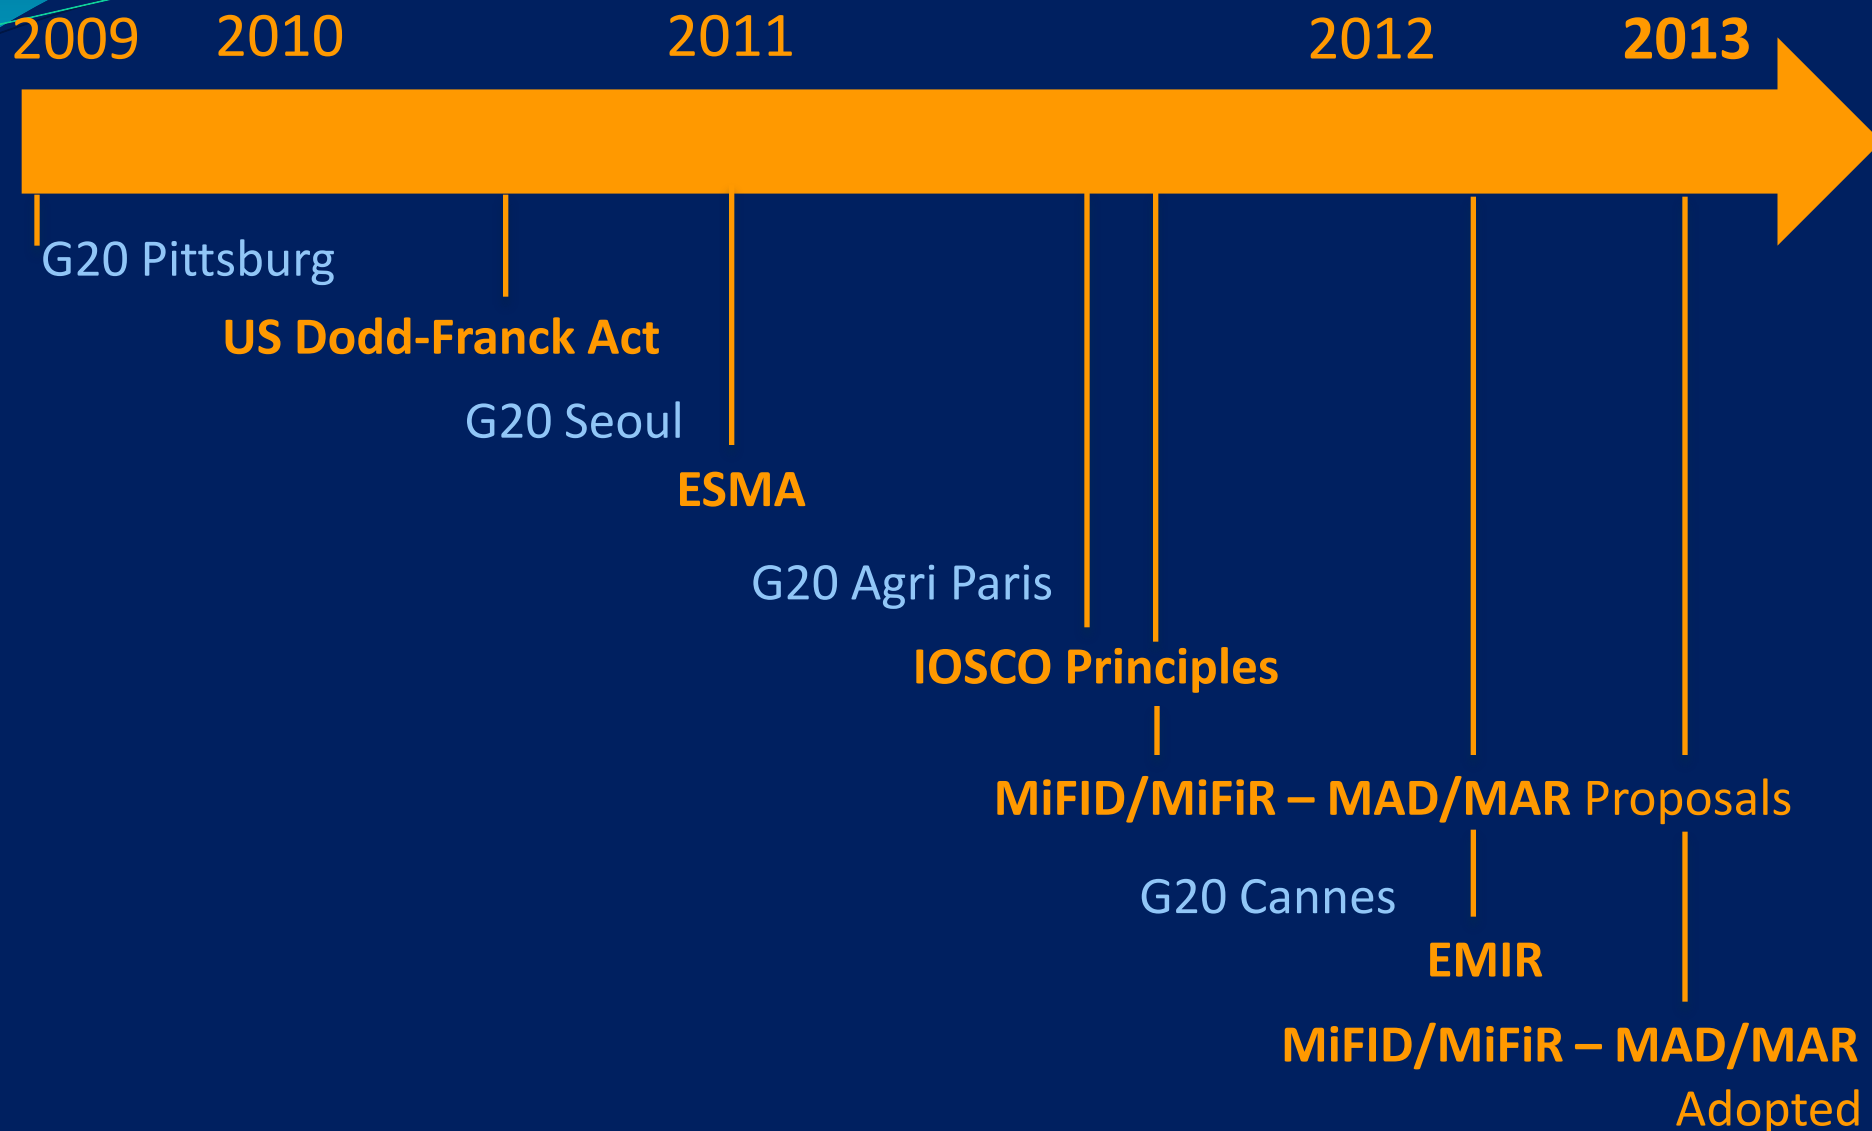 2009 2010 2011 2012 2013
G20 Pittsburg
US Dodd-Franck Act
G20 Seoul
ESMA
G20 Agri Paris
IOSCO Principles
MiFID/MiFiR – MAD/MAR Proposals
G20 Cannes
EMIR
MiFID/MiFiR – MAD/MAR
Adopted